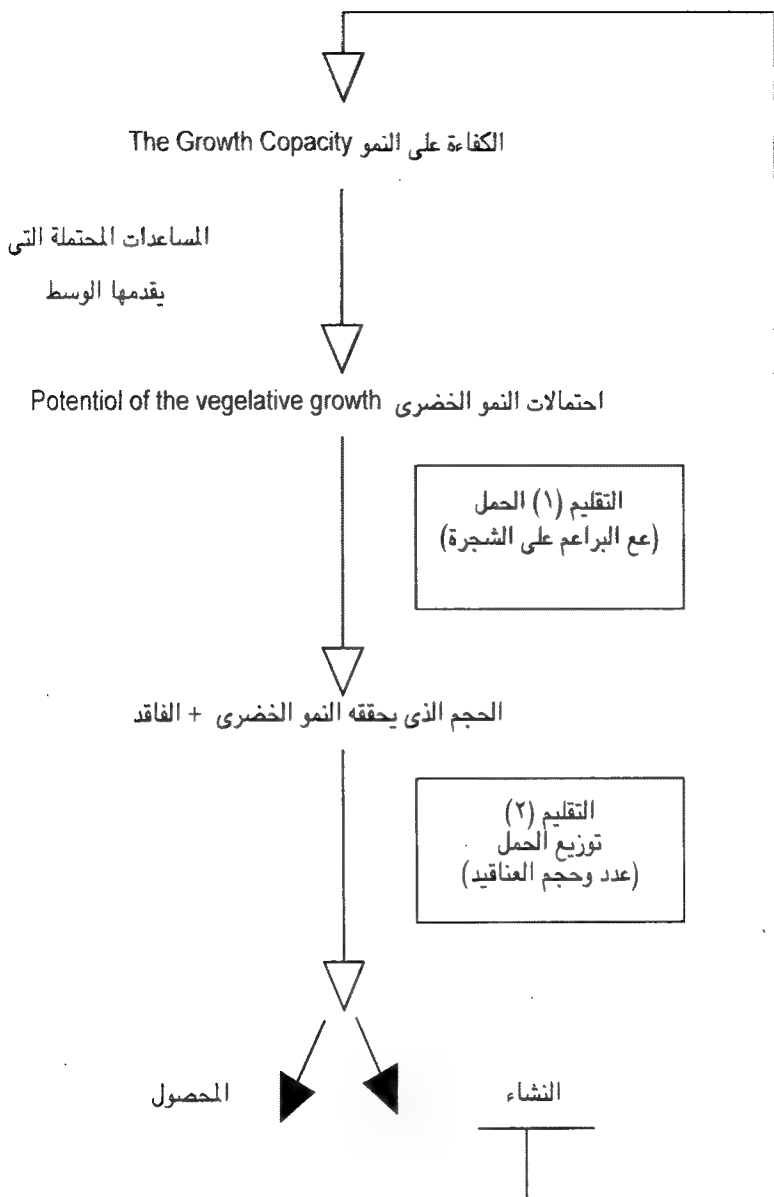 الكفاءة على النمو The Growth Copacity
المساعدات المحتملة التى
يقدمها الوسط
احتمالات النمو الخضرى Potentiol of the vegelative growth
التقليم (١) الحمل
(عع البراعم على الشجرة)
الحجم الذى يحققه النمو الخضرى + الفاقد
التقليم (٢)
توزيع الحمل
(عدد وحجم العناقيد)
المحصول
النشاء